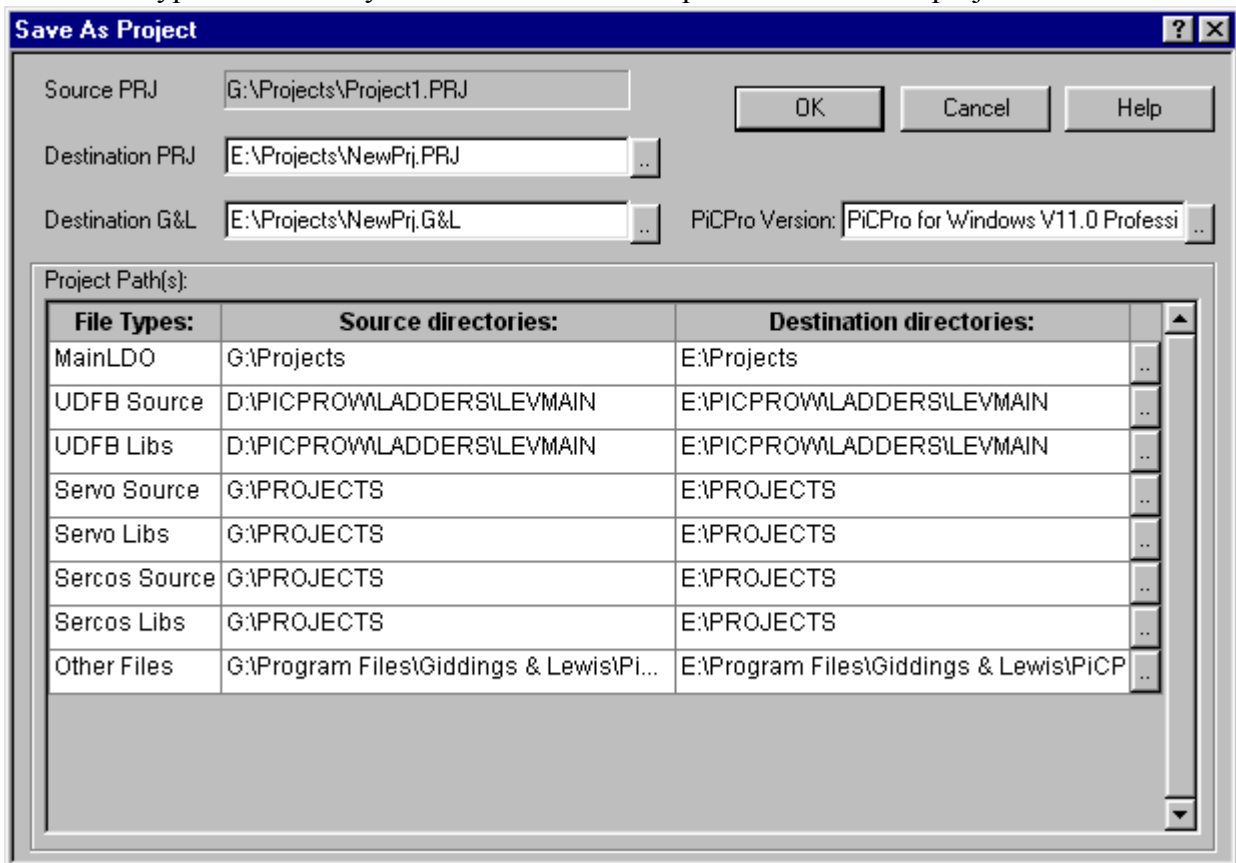 Save As Project
Source PRJ G:\Projects\Project1.PRJ
OK Cancel Help
Destination PRJ E:\Projects\NewPrj.PRJ ..
Destination G&L E:\Projects\NewPrj.G&L .. PiCPro Version: PiCPro for Windows V11.0 Professi ..
Project Path(s):
File Types: Source directories: Destination directories:
MainLDO G:\Projects E:\Projects ..
UDFB Source D:\PICPROW\LADDERS\LEVMAIN E:\PICPROW\LADDERS\LEVMAIN ..
UDFB Libs D:\PICPROW\LADDERS\LEVMAIN E:\PICPROW\LADDERS\LEVMAIN ..
Servo Source G:\PROJECTS E:\PROJECTS ..
Servo Libs G:\PROJECTS E:\PROJECTS ..
Sercos Source G:\PROJECTS E:\PROJECTS ..
Sercos Libs G:\PROJECTS E:\PROJECTS ..
Other Files G:\Program Files\Giddings & Lewis\Pi... E:\Program Files\Giddings & Lewis\PiCP ..